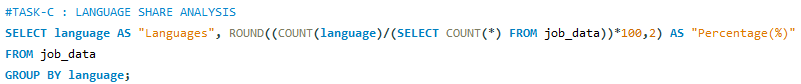 #TASK-C : LANGUAGE SHARE ANALYSIS
SELECT language AS "Languages", ROUND((COUNT(language)/(SELECT COUNT(*) FROM job_data))*100,2) AS "Percentage(%)"
FROM job_data
GROUP BY language;